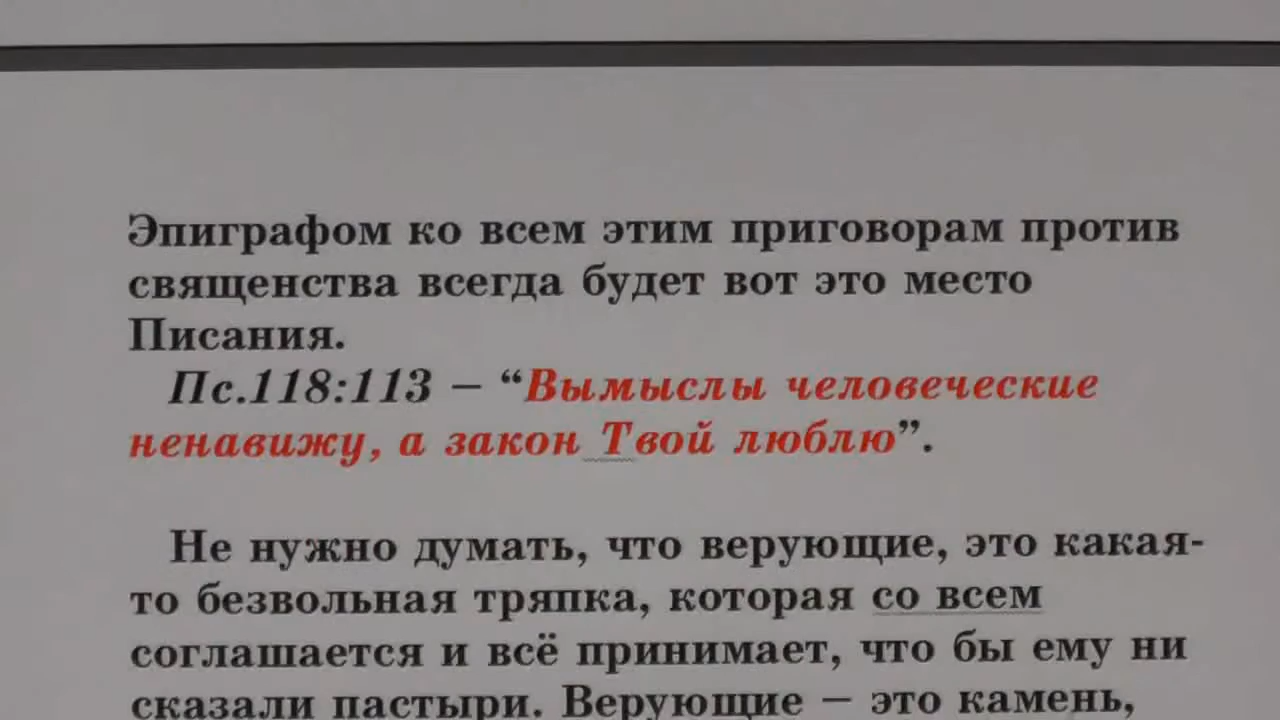 Эпиграфом ко всем этим приговорам против
священства всегда будет вот это место
Писания.
Пс.118:113 – “Вымыслы человеческие
ненавижу, а закон Твой люблю”.
Не нужно думать, что верующие, это какая-
то безвольная тряпка, которая со всем
соглашается и всё принимает, что бы ему ни
сказали пастыри. Верующие – это камень,